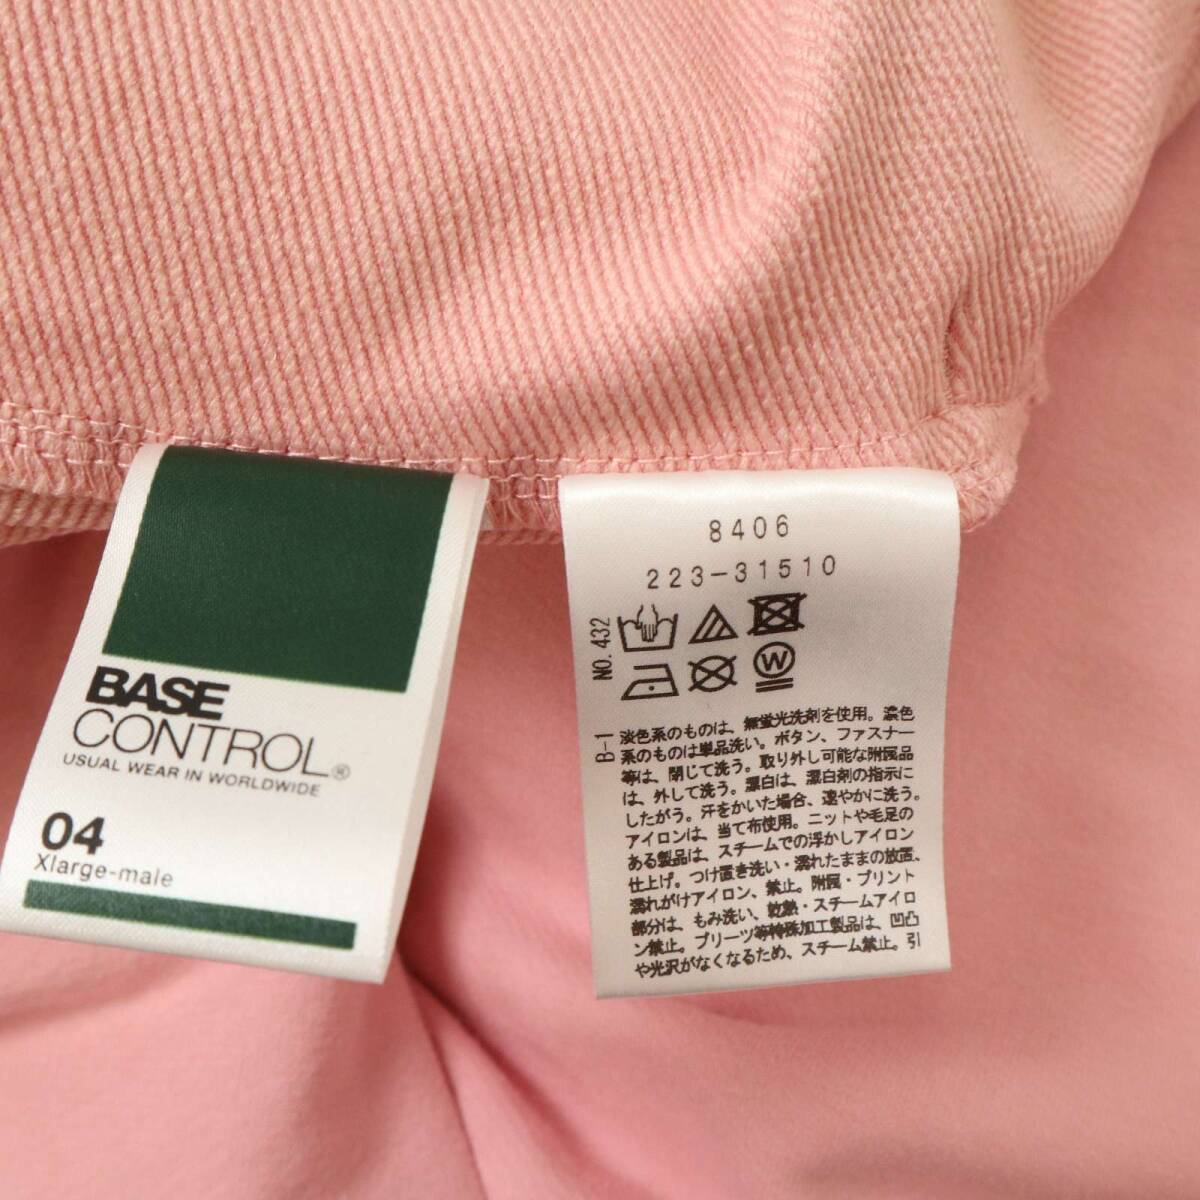 BASE
CONTROL®
USUAL WEAR IN WORLDWIDE
04
Xlarge-male
8406
223-31510
NO.432
W
B-1
淡色系のものは、無蛍光洗剤を使用。濃色
系のものは単品洗い。ボタン、ファスナー
等は、閉じて洗う。取り外し可能な附属品
は、外して洗う。漂白は、漂白剤の指示に
したがう。汗をかいた場合、速やかに洗う。
アイロンは、当て布使用。ニットや毛足の
ある製品は、スチームでの浮かしアイロン
仕上げ。つけ置き洗い・濡れたままの放置、
濡れがけアイロン、禁止。附属・プリント
部分は、もみ洗い、乾熱・スチームアイロ
ン禁止。プリーツ等特殊加工製品は、凹凸
や光沢がなくなるため、スチーム禁止。引